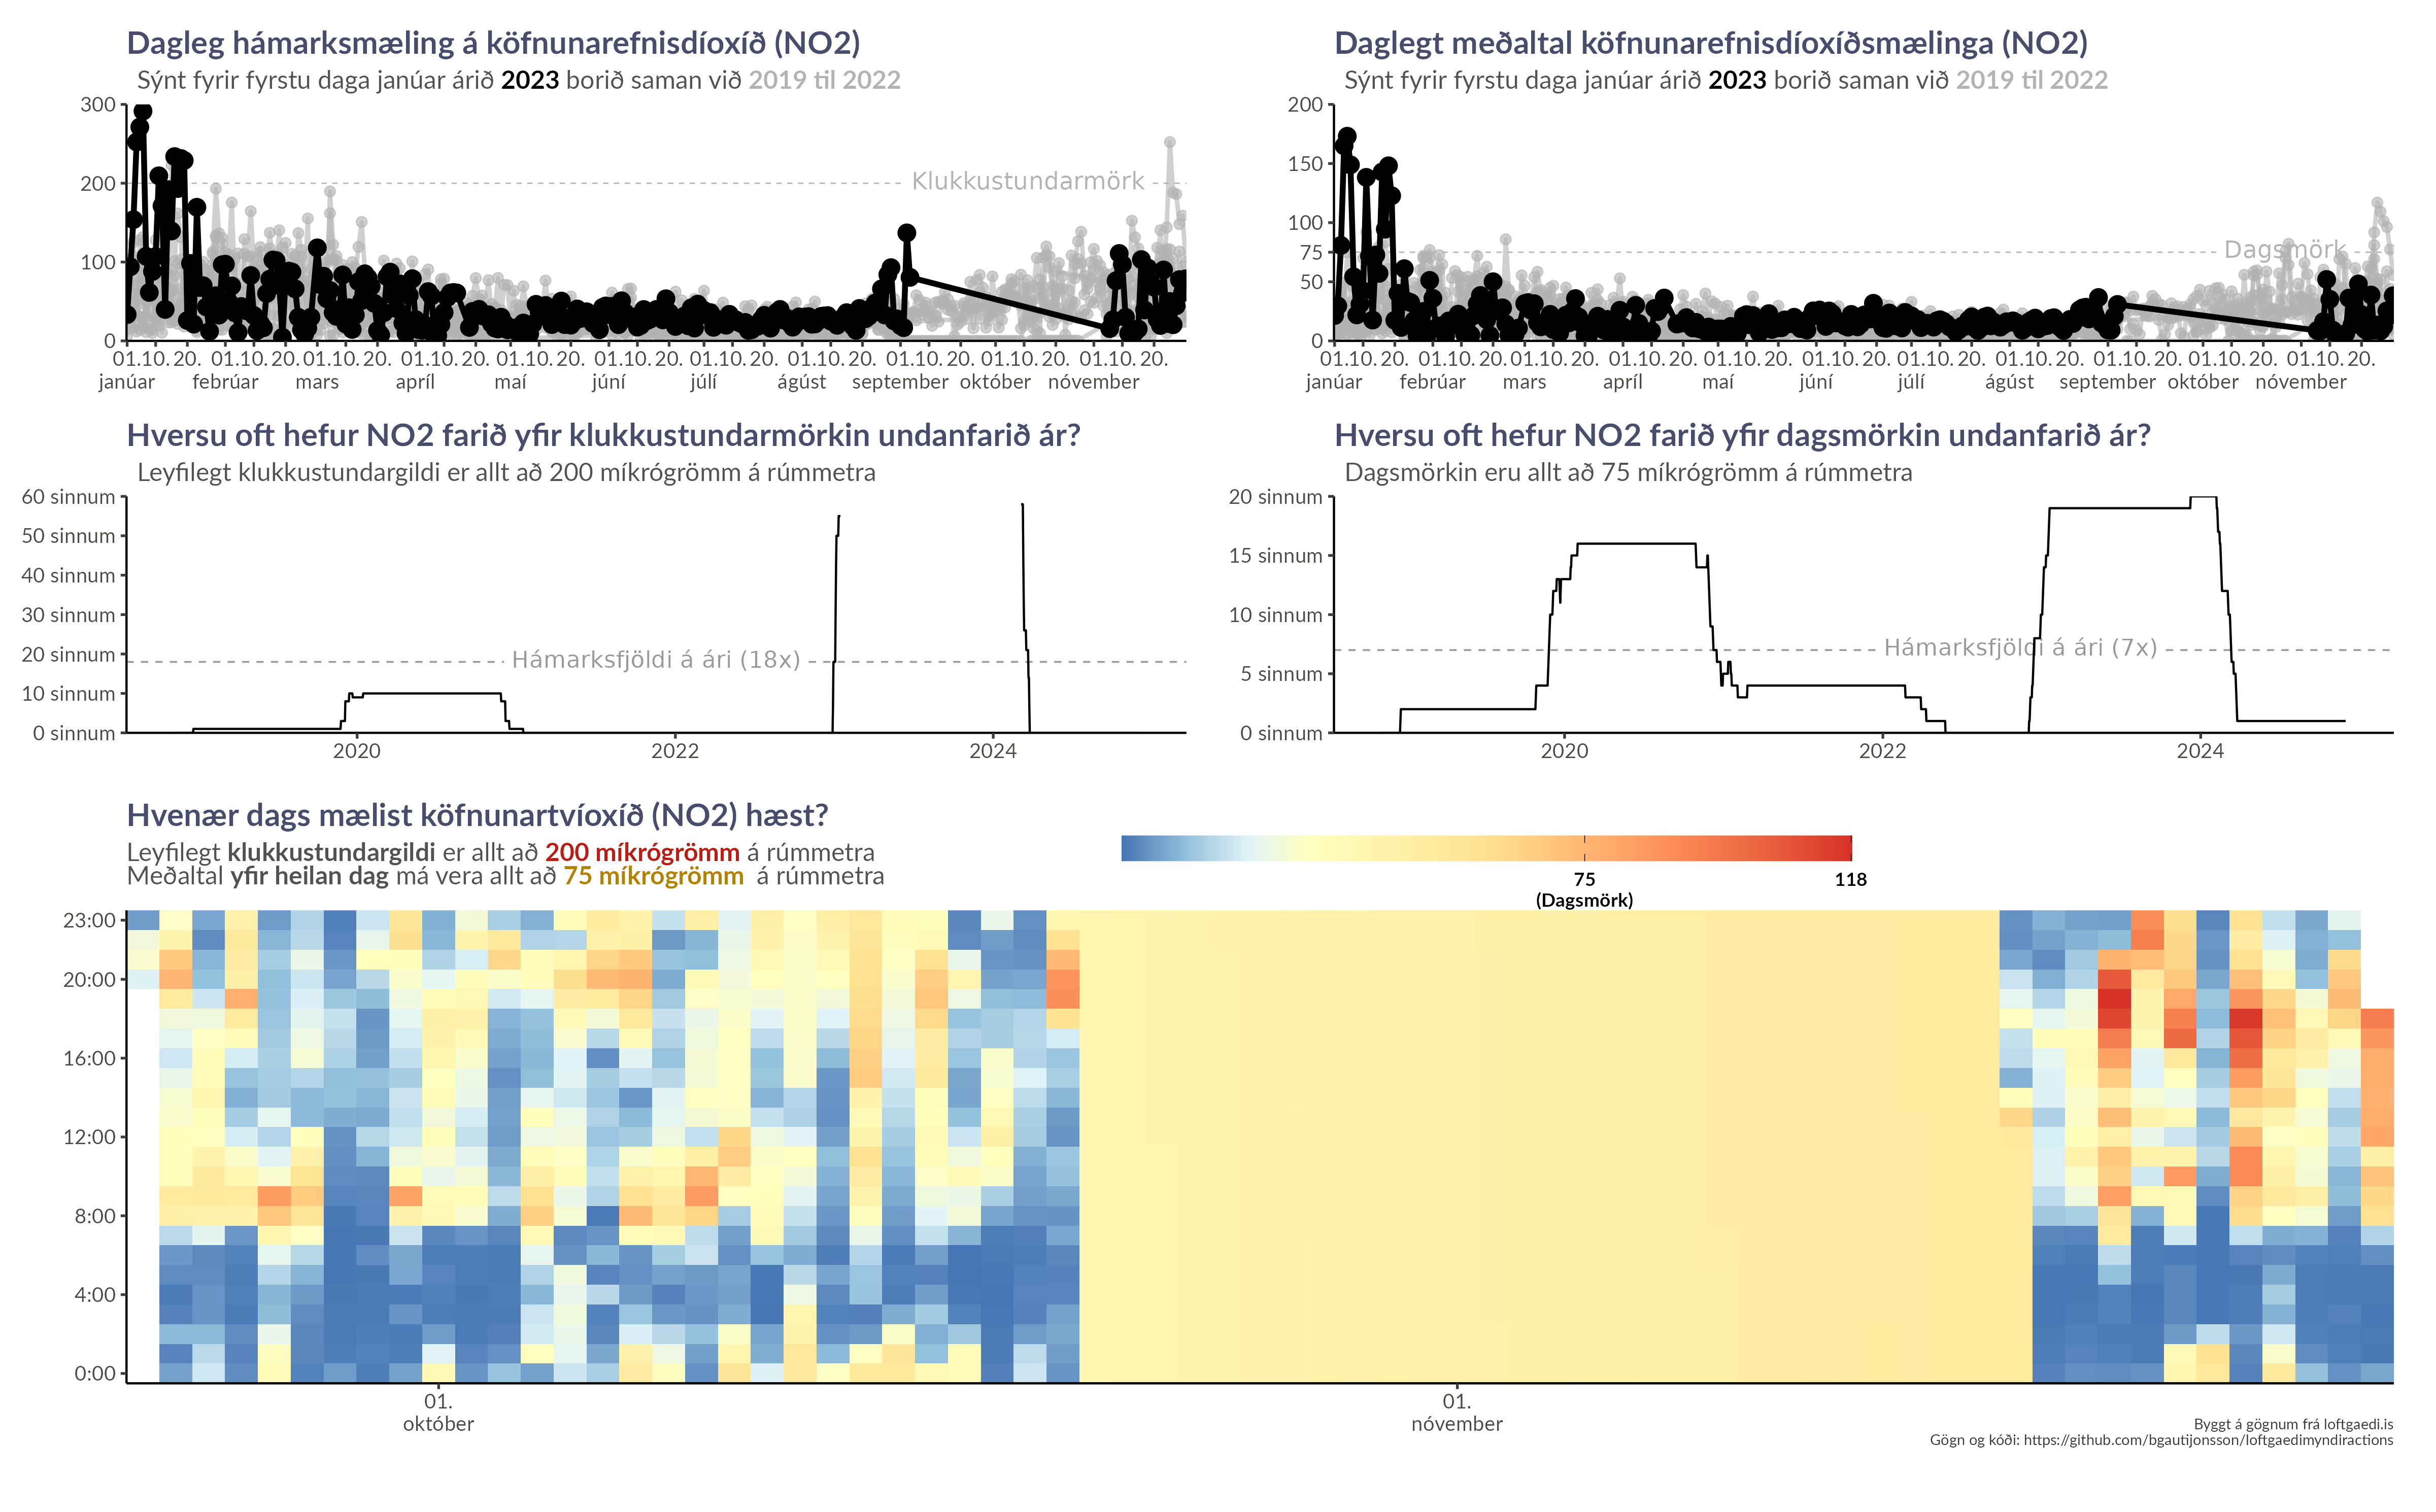 Dagleg hámarksmæling á köfnunarefnisdíoxíð (NO2)
Sýnt fyrir fyrstu daga janúar árið 2023 borið saman við 2019 til 2022
300
200
100
0
Klukkustundarmörk
01. 10. 20. 01. 10. 20. 01. 10. 20. 01. 10. 20. 01. 10. 20. 01. 10. 20. 01. 10. 20. 01. 10. 20. 01. 10. 20. 01. 10. 20. 01. 10. 20.
janúar febrúar mars apríl maí júní júlí ágúst september október nóvember
Daglegt meðaltal köfnunarefnisdíoxíðsmælinga (NO2)
Sýnt fyrir fyrstu daga janúar árið 2023 borið saman við 2019 til 2022
200
150
100
75
50
0
Dagsmörk
01. 10. 20. 01. 10. 20. 01. 10. 20. 01. 10. 20. 01. 10. 20. 01. 10. 20. 01. 10. 20. 01. 10. 20. 01. 10. 20. 01. 10. 20. 01. 10. 20.
janúar febrúar mars apríl maí júní júlí ágúst september október nóvember
Hversu oft hefur NO2 farið yfir klukkustundarmörkin undanfarið ár?
Leyfilegt klukkustundargildi er allt að 200 míkrógrömm á rúmmetra
60 sinnum
50 sinnum
40 sinnum
30 sinnum
20 sinnum
10 sinnum
0 sinnum
Hámarksfjöldi á ári (18x)
2020 2022 2024
Hversu oft hefur NO2 farið yfir dagsmörkin undanfarið ár?
Dagsmörkin eru allt að 75 míkrógrömm á rúmmetra
20 sinnum
15 sinnum
10 sinnum
5 sinnum
0 sinnum
Hámarksfjöldi á ári (7x)
2020 2022 2024
Hvenær dags mælist köfnunartvíoxíð (NO2) hæst?
Leyfilegt klukkustundargildi er allt að 200 míkrógrömm á rúmmetra
Meðaltal yfir heilan dag má vera allt að 75 míkrógrömm á rúmmetra
75 118
(Dagsmörk)
23:00
20:00
16:00
12:00
8:00
4:00
0:00
01. 01.
október nóvember
Byggt á gögnum frá loftgaedi.is
Gögn og kóði: https://github.com/bgautijonsson/loftgaedimyndiractions